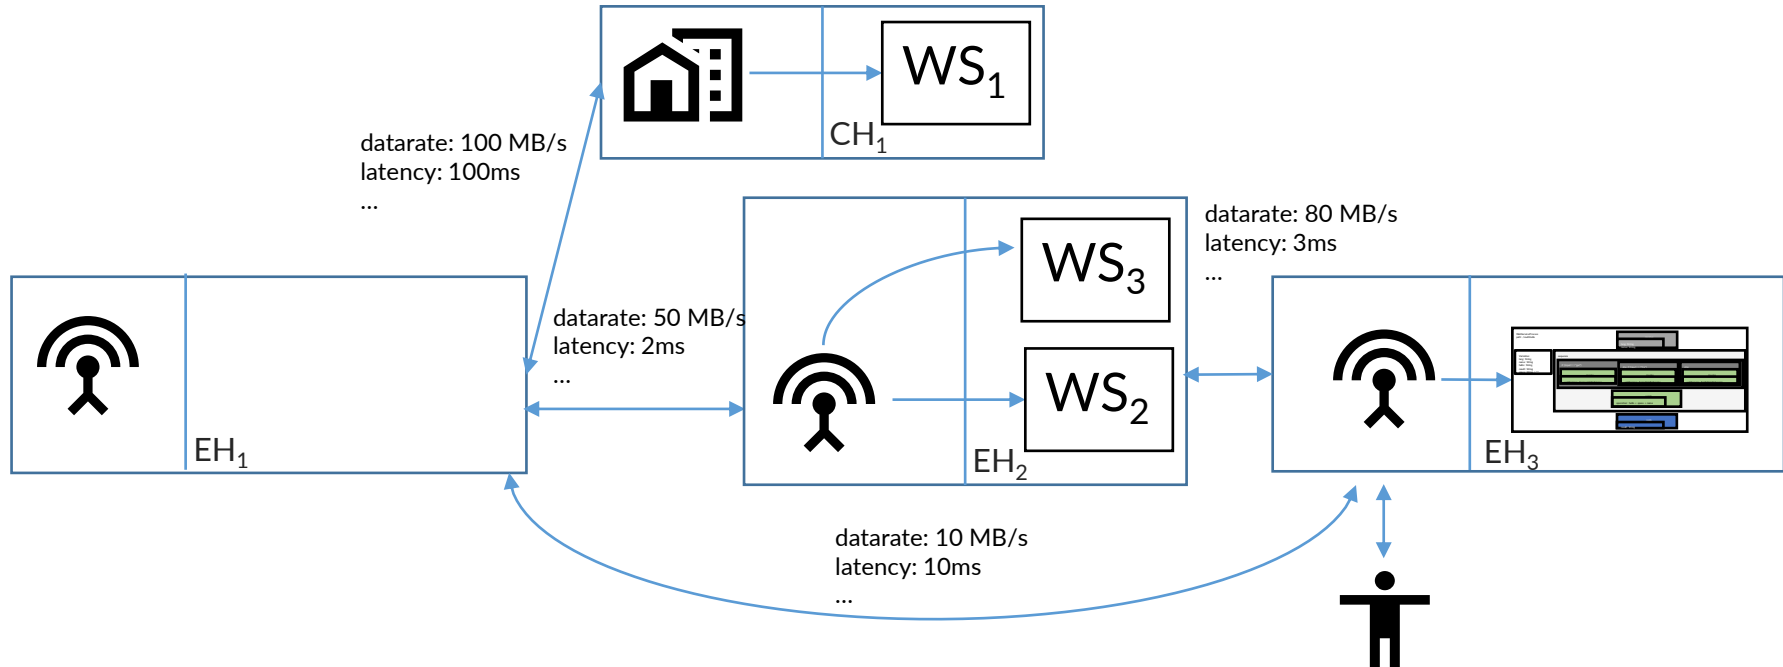 WS1
CH1
datarate: 100 MB/s
latency: 100ms
...
datarate: 80 MB/s
latency: 3ms
...
WS3
datarate: 50 MB/s
latency: 2ms
...
WS2
EH1
EH2
EH3
datarate: 10 MB/s
latency: 10ms
...